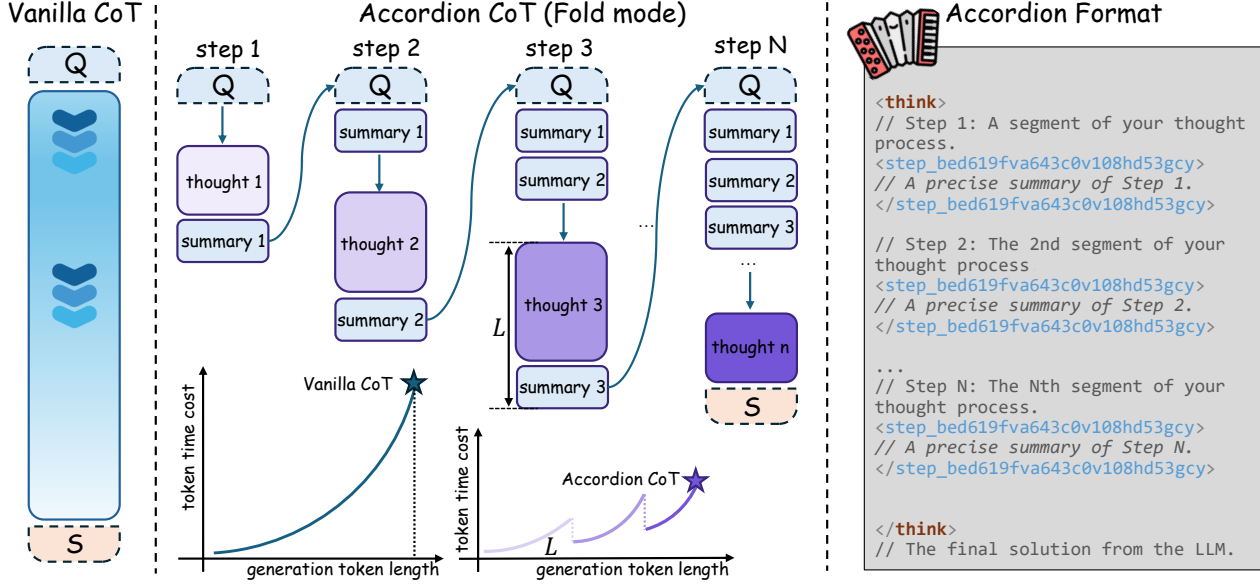 Vanilla CoT
Q
S
Accordion CoT (Fold mode)
step 1
Q
thought 1
summary 1
step 2
Q
summary 1
thought 2
summary 2
step 3
Q
summary 1
summary 2
thought 3
summary 3
L
...
step N
Q
summary 1
summary 2
summary 3
...
thought n
S
token time cost
Vanilla CoT
generation token length
token time cost
Accordion CoT
L
generation token length
Accordion Format
<think>
// Step 1: A segment of your thought
process.
<step_bed619fva643c0v108hd53gcy>
// A precise summary of Step 1.
</step_bed619fva643c0v108hd53gcy>
// Step 2: The 2nd segment of your
thought process
<step_bed619fva643c0v108hd53gcy>
// A precise summary of Step 2.
</step_bed619fva643c0v108hd53gcy>
...
// Step N: The Nth segment of your
thought process.
<step_bed619fva643c0v108hd53gcy>
// A precise summary of Step N.
</step_bed619fva643c0v108hd53gcy>
</think>
// The final solution from the LLM.